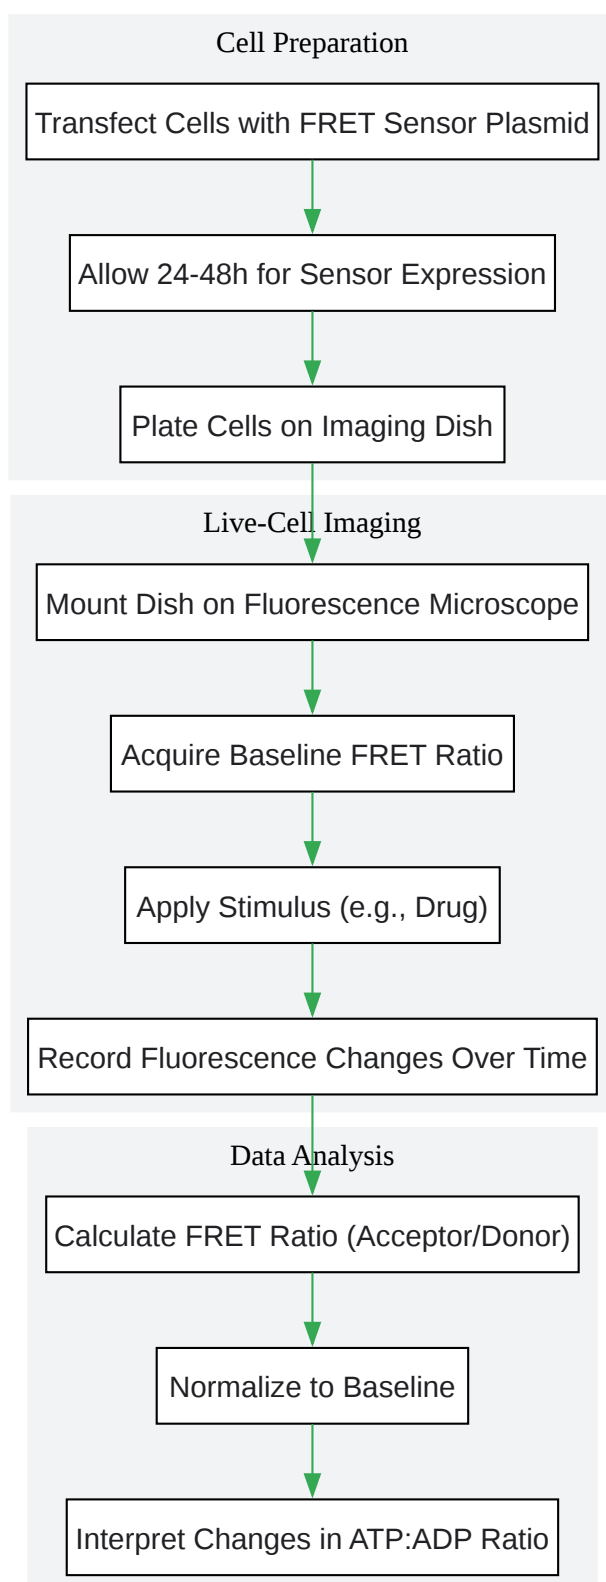 Cell Preparation
Transfect Cells with FRET Sensor Plasmid
Allow 24-48h for Sensor Expression
Plate Cells on Imaging Dish
Live-Cell Imaging
Mount Dish on Fluorescence Microscope
Acquire Baseline FRET Ratio
Apply Stimulus (e.g., Drug)
Record Fluorescence Changes Over Time
Data Analysis
Calculate FRET Ratio (Acceptor/Donor)
Normalize to Baseline
Interpret Changes in ATP:ADP Ratio